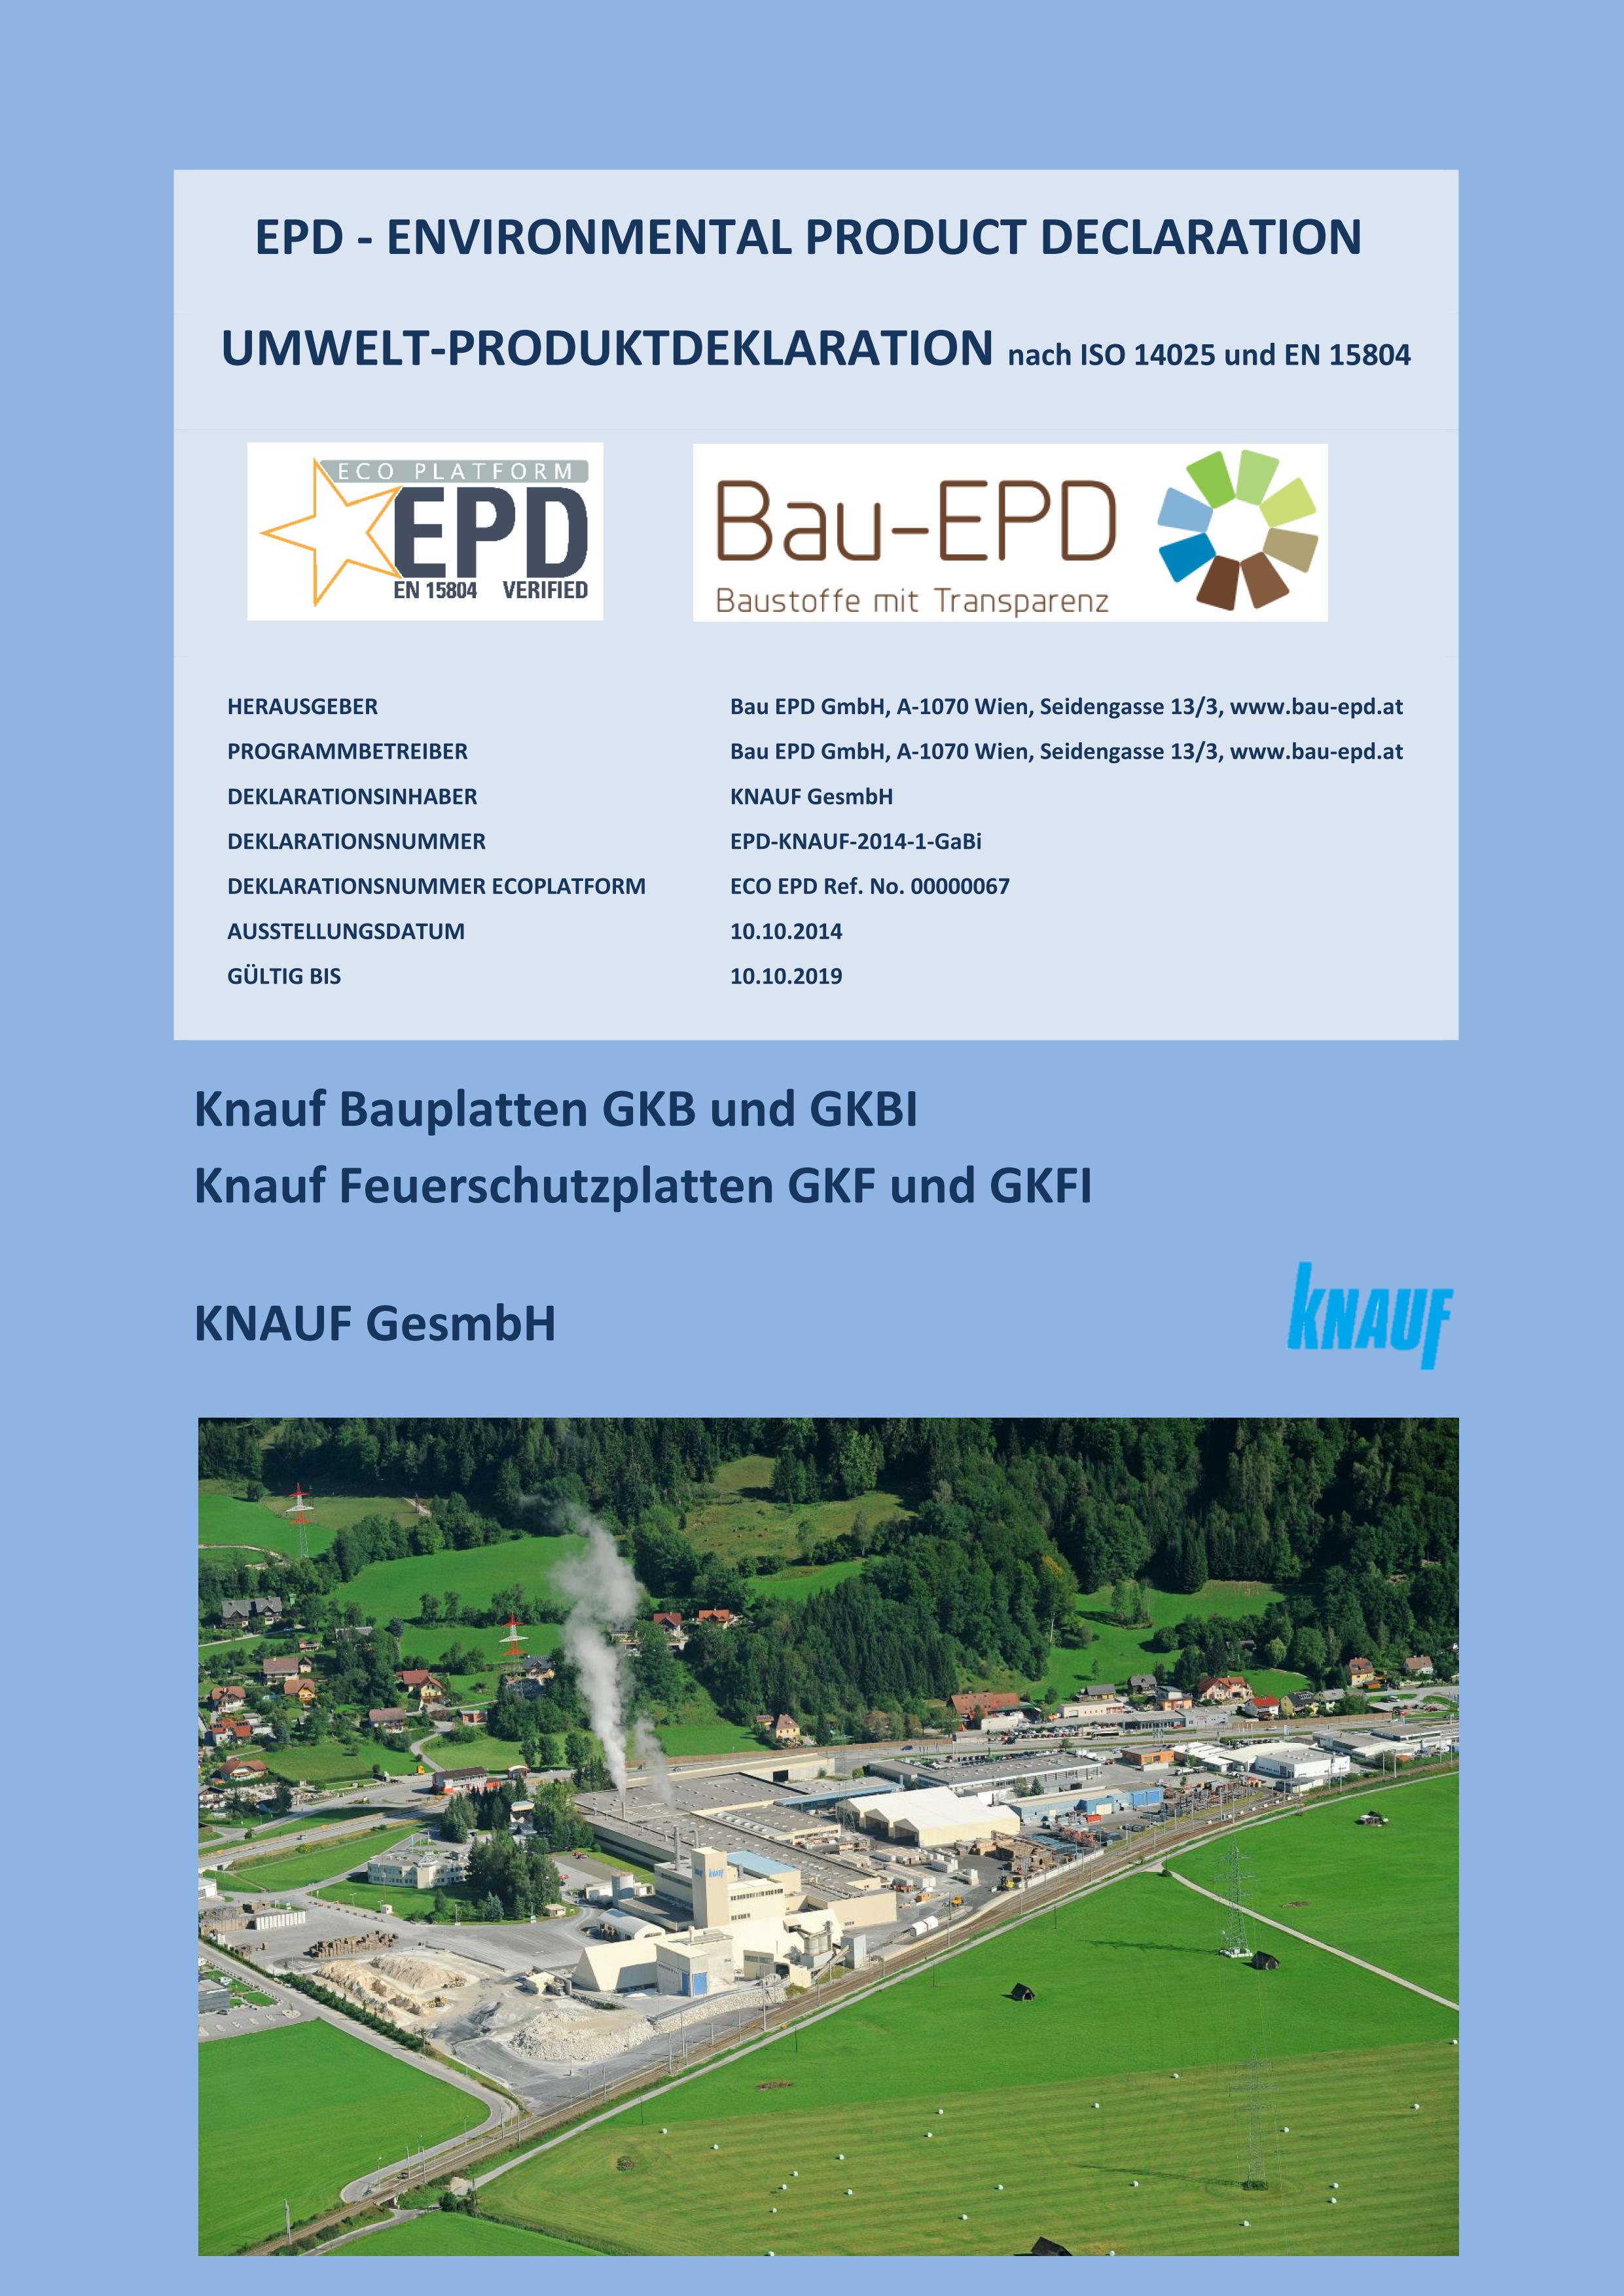 EPD - ENVIRONMENTAL PRODUCT DECLARATION
UMWELT-PRODUKTDEKLARATION nach ISO 14025 und EN 15804
ECO PLATFORM
EPD
EN 15804 VERIFIED
Bau-EPD
Baustoffe mit Transparenz
HERAUSGEBER Bau EPD GmbH, A-1070 Wien, Seidengasse 13/3, www.bau-epd.at
PROGRAMMBETREIBER Bau EPD GmbH, A-1070 Wien, Seidengasse 13/3, www.bau-epd.at
DEKLARATIONSINHABER KNAUF GesmbH
DEKLARATIONSNUMMER EPD-KNAUF-2014-1-GaBi
DEKLARATIONSNUMMER ECOPLATFORM ECO EPD Ref. No. 00000067
AUSSTELLUNGSDATUM 10.10.2014
GÜLTIG BIS 10.10.2019
Knauf Bauplatten GKB und GKBI
Knauf Feuerschutzplatten GKF und GKFI
KNAUF GesmbH
KNAUF
KNAUF